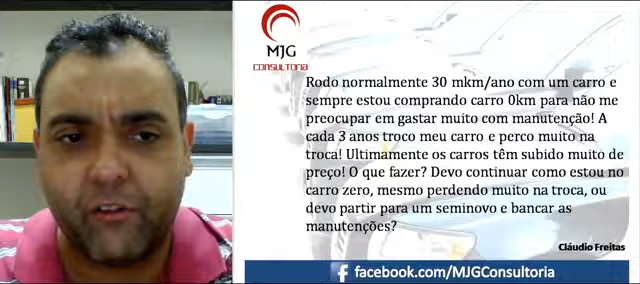 MJG
CONSULTORIA
Rodo normalmente 30 mkm/ano com um carro e
sempre estou comprando carro 0km para não me
preocupar em gastar muito com manutenção! A
cada 3 anos troco meu carro e perco muito na
troca! Ultimamente os carros têm subido muito de
preço! O que fazer? Devo continuar como estou no
carro zero, mesmo perdendo muito na troca, ou
devo partir para um seminovo e bancar as
manutenções?
Cláudio Freitas
facebook.com/MJGConsultoria